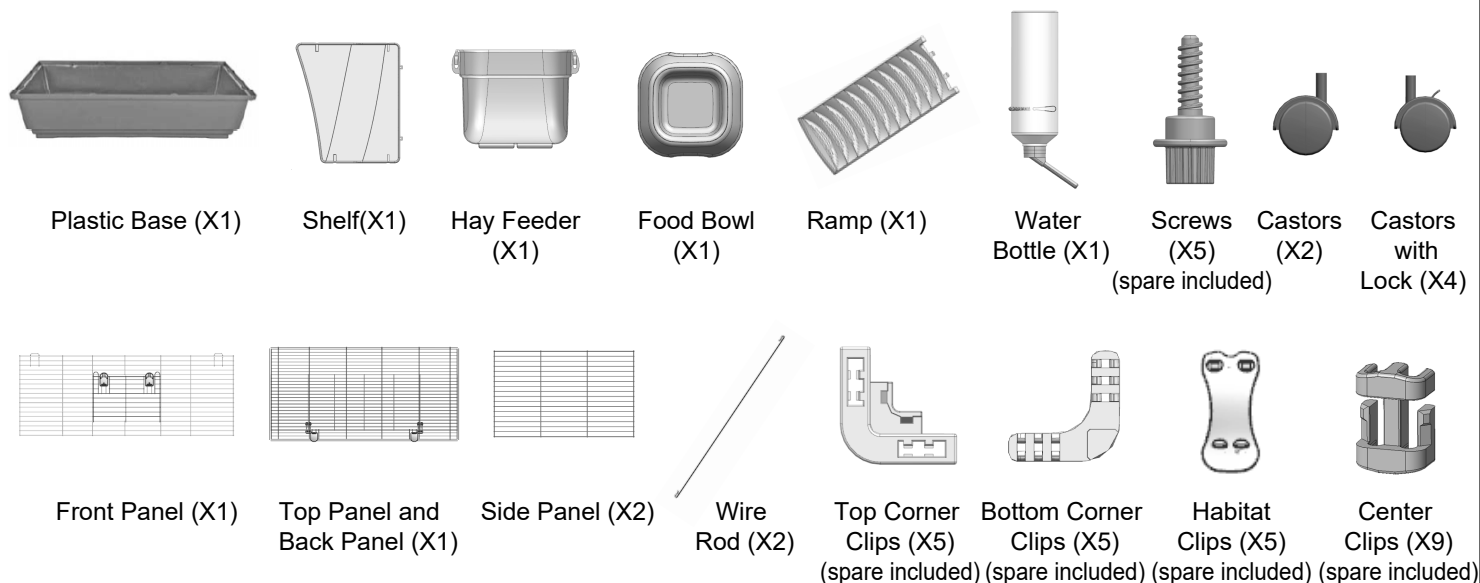 Plastic Base (X1)
Shelf(X1)
Hay Feeder
(X1)
Food Bowl
(X1)
Ramp (X1)
Water
Bottle (X1)
Screws
(X5)
(spare included)
Castors
(X2)
Castors
with
Lock (X4)
Front Panel (X1)
Top Panel and
Back Panel (X1)
Side Panel (X2)
Wire
Rod (X2)
Top Corner
Clips (X5)
(spare included)
Bottom Corner
Clips (X5)
(spare included)
Habitat
Clips (X5)
(spare included)
Center
Clips (X9)
(spare included)